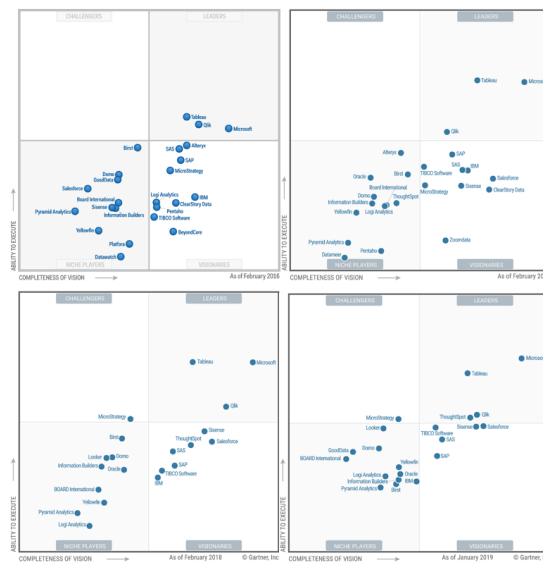 CHALLENGERS
LEADERS
Tableau
Qlik
Microsoft
Birst
SAS
Alteryx
SAP
Domo
GoodData
MicroStrategy
Salesforce
Board International
Logi Analytics
IBM
ClearStory Data
Sisense
Pentaho
Information Builders
TIBCO Software
Pyramid Analytics
Yellowfin
BeyondCore
Platfora
Datawatch
ABILITY TO EXECUTE
NICHE PLAYERS
VISIONARIES
COMPLETENESS OF VISION
As of February 2016
CHALLENGERS
LEADERS
Tableau
Microso
Qlik
Alteryx
SAP
SAS
IBM
TIBCO Software
Oracle
Birst
Salesforce
Board International
MicroStrategy
Sisense
ClearStory Data
Domo
ThoughtSpot
Information Builders
Yellowfin
Logi Analytics
Pyramid Analytics
Zoomdata
Pentaho
Datameer
ABILITY TO EXECUTE
NICHE PLAYERS
VISIONARIES
COMPLETENESS OF VISION
As of February 20
CHALLENGERS
LEADERS
Tableau
Microsoft
Qlik
MicroStrategy
Sisense
Birst
ThoughtSpot
Salesforce
SAS
Looker
Domo
Information Builders
Oracle
SAP
TIBCO Software
IBM
BOARD International
Yellowfin
Pyramid Analytics
Logi Analytics
ABILITY TO EXECUTE
NICHE PLAYERS
VISIONARIES
COMPLETENESS OF VISION
As of February 2018
© Gartner, Inc
CHALLENGERS
LEADERS
Microso
Tableau
ThoughtSpot
Qlik
MicroStrategy
Looker
Sisense
Salesforce
TIBCO Software
SAS
GoodData
Domo
BOARD International
SAP
Yellowfin
Logi Analytics
Oracle
Information Builders
IBM
Pyramid Analytics
Birst
ABILITY TO EXECUTE
NICHE PLAYERS
VISIONARIES
COMPLETENESS OF VISION
As of January 2019
© Gartner,